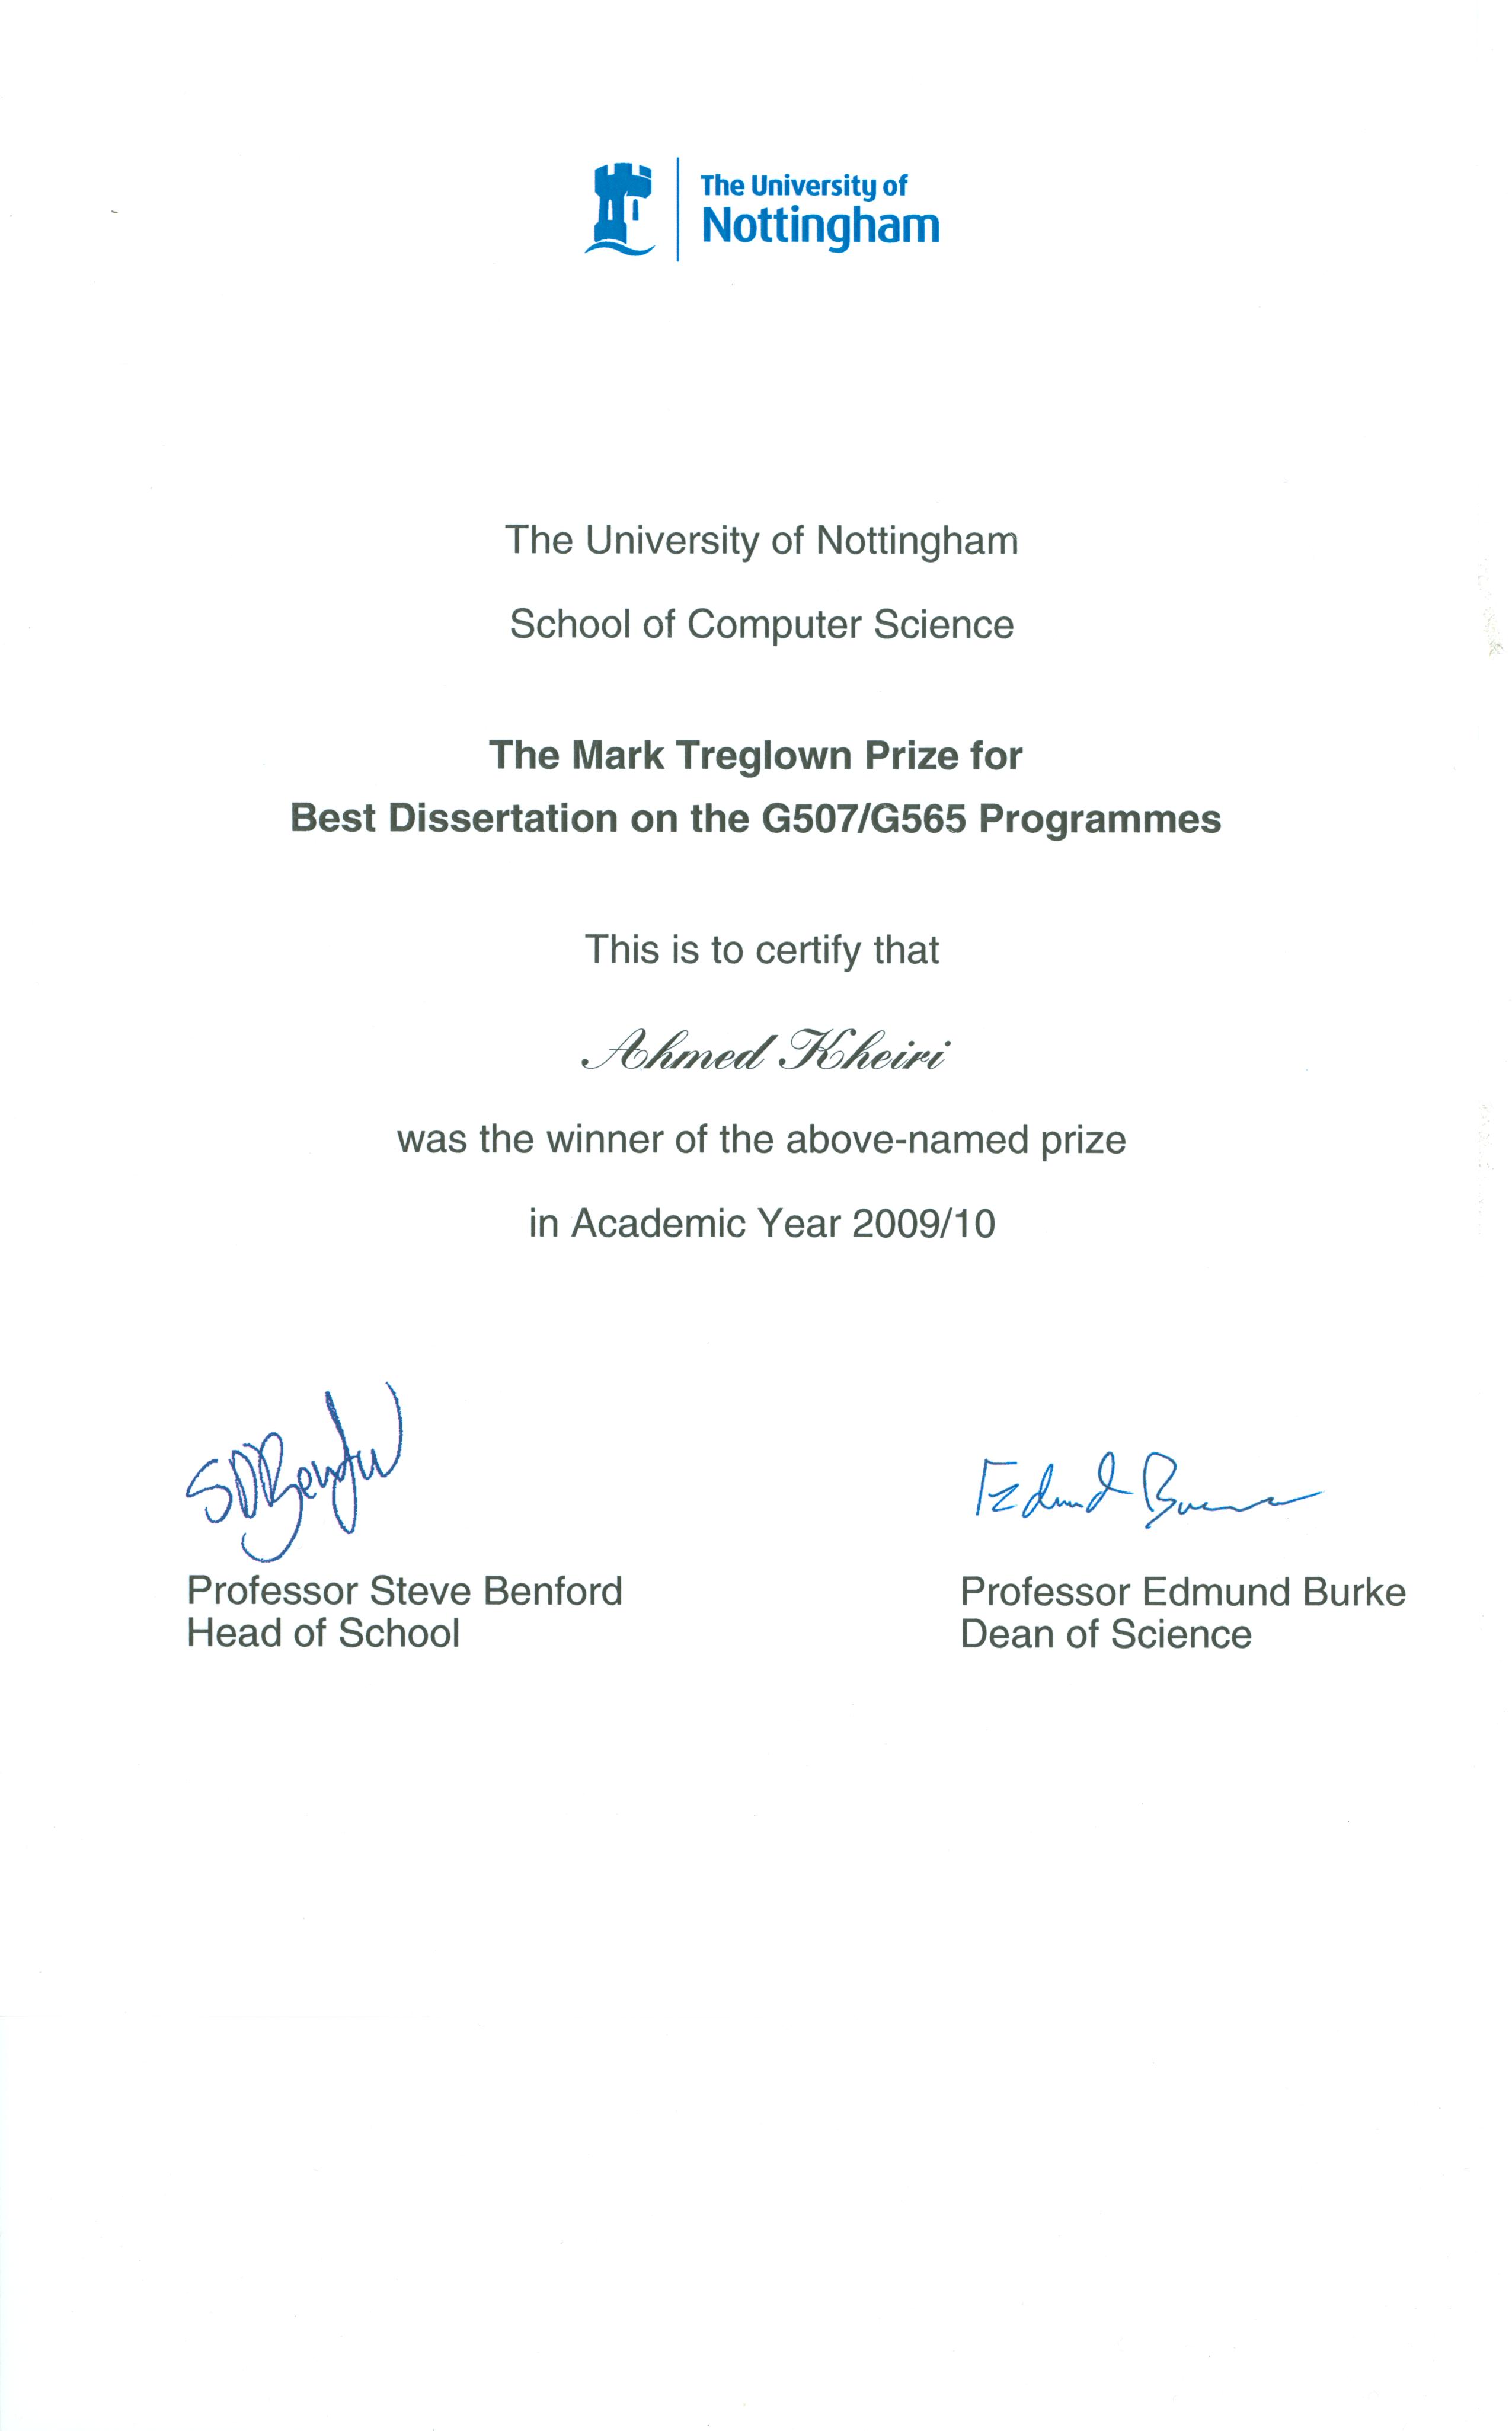 The University of
Nottingham
The University of Nottingham
School of Computer Science
The Mark Treglown Prize for
Best Dissertation on the G507/G565 Programmes
This is to certify that
Ahmed Kheiri
was the winner of the above-named prize
in Academic Year 2009/10
SDBenford
Edmund Burke
Professor Steve Benford
Professor Edmund Burke
Head of School
Dean of Science